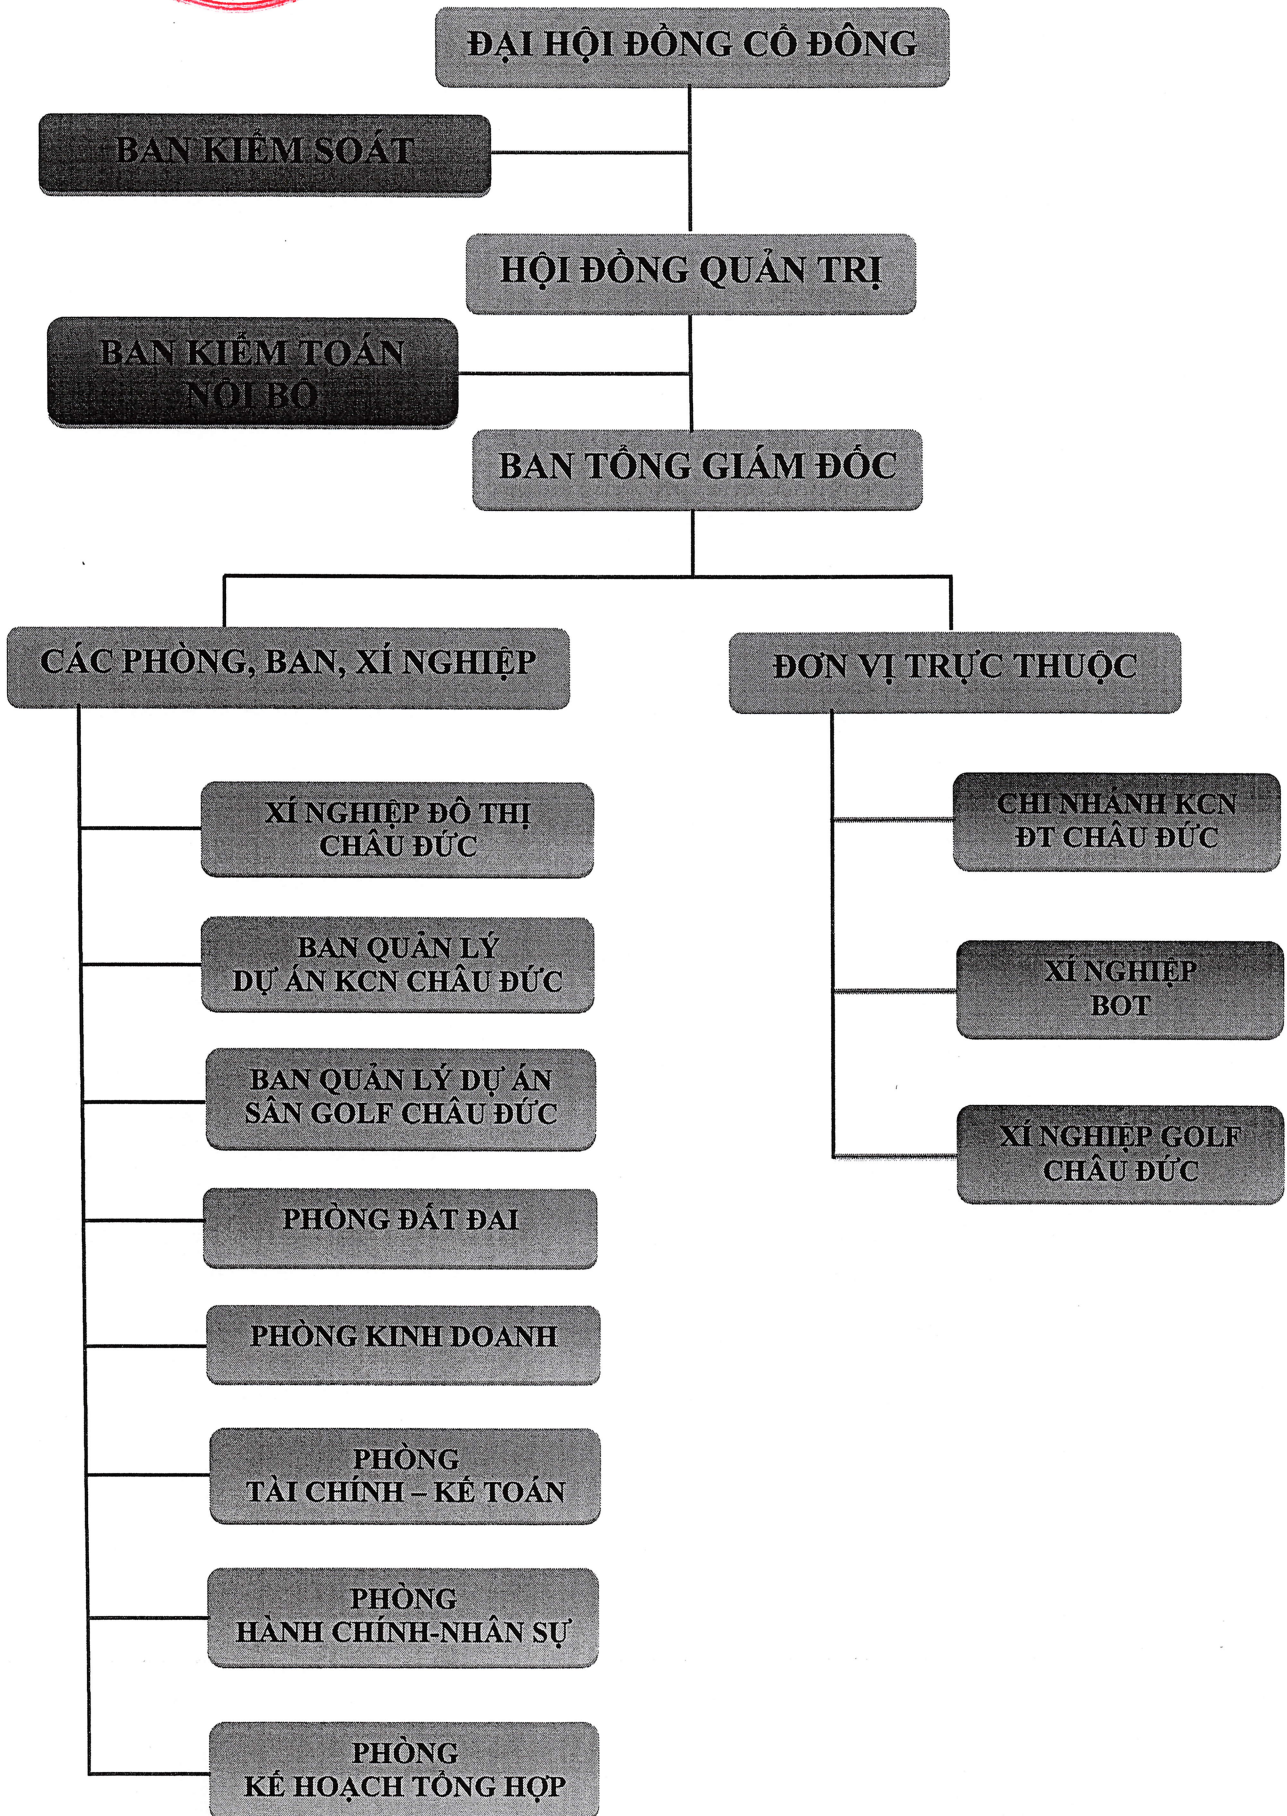 ĐẠI HỘI ĐỒNG CỔ ĐÔNG
BAN KIỂM SOÁT
HỘI ĐỒNG QUẢN TRỊ
BAN KIỂM TOÁN
NỘI BỘ
BAN TỔNG GIÁM ĐỐC
CÁC PHÒNG, BAN, XÍ NGHIỆP
XÍ NGHIỆP ĐÔ THỊ
CHÂU ĐỨC
BAN QUẢN LÝ
DỰ ÁN KCN CHÂU ĐỨC
BAN QUẢN LÝ DỰ ÁN
SÂN GOLF CHÂU ĐỨC
PHÒNG ĐẤT ĐAI
PHÒNG KINH DOANH
PHÒNG
TÀI CHÍNH – KẾ TOÁN
PHÒNG
HÀNH CHÍNH-NHÂN SỰ
PHÒNG
KẾ HOẠCH TỔNG HỢP
ĐƠN VỊ TRỰC THUỘC
CHI NHÁNH KCN
ĐT CHÂU ĐỨC
XÍ NGHIỆP
BOT
XÍ NGHIỆP GOLF
CHÂU ĐỨC